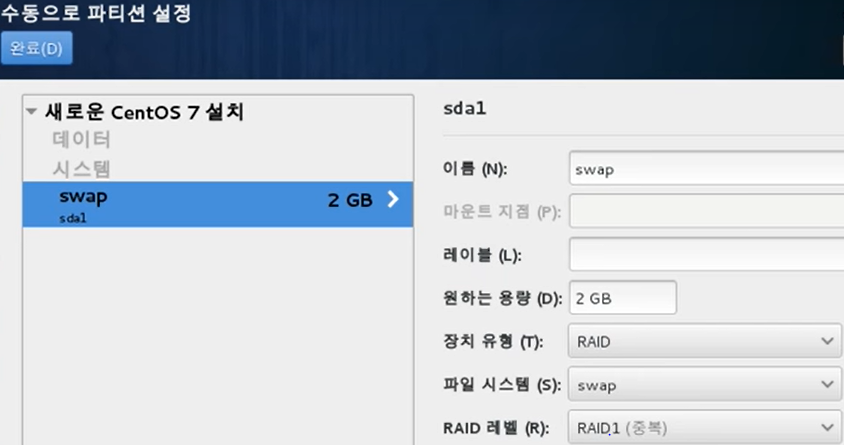 수동으로 파티션 설정
완료(D)
새로운 CentOS 7 설치
데이터
시스템
swap 2 GB
sda1
sda1
이름 (N): swap
마운트 지점 (P):
레이블 (L):
원하는 용량 (D): 2 GB
장치 유형 (T): RAID
파일 시스템 (S): swap
RAID 레벨 (R): RAID1 (중복)